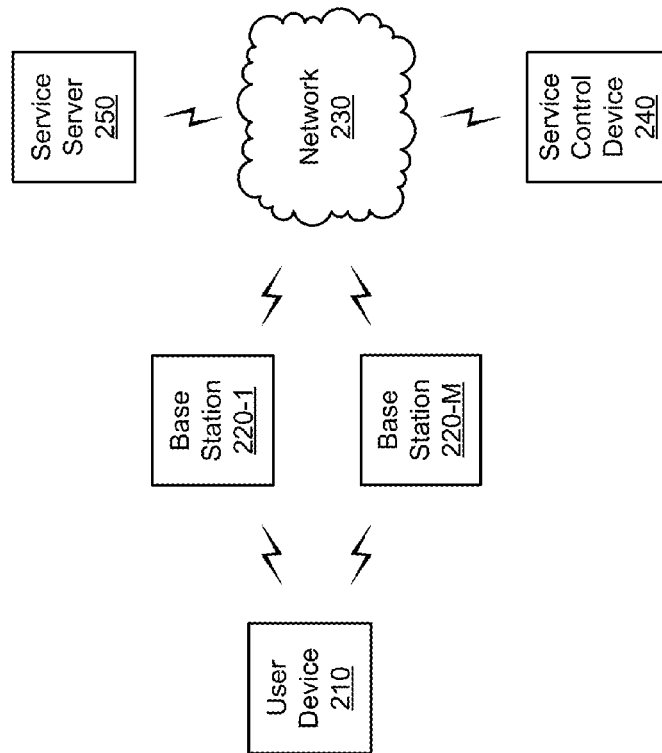 Service
Server
250
Network
230
Service
Control
Device
240
Base
Station
220-1
Base
Station
220-M
User
Device
210